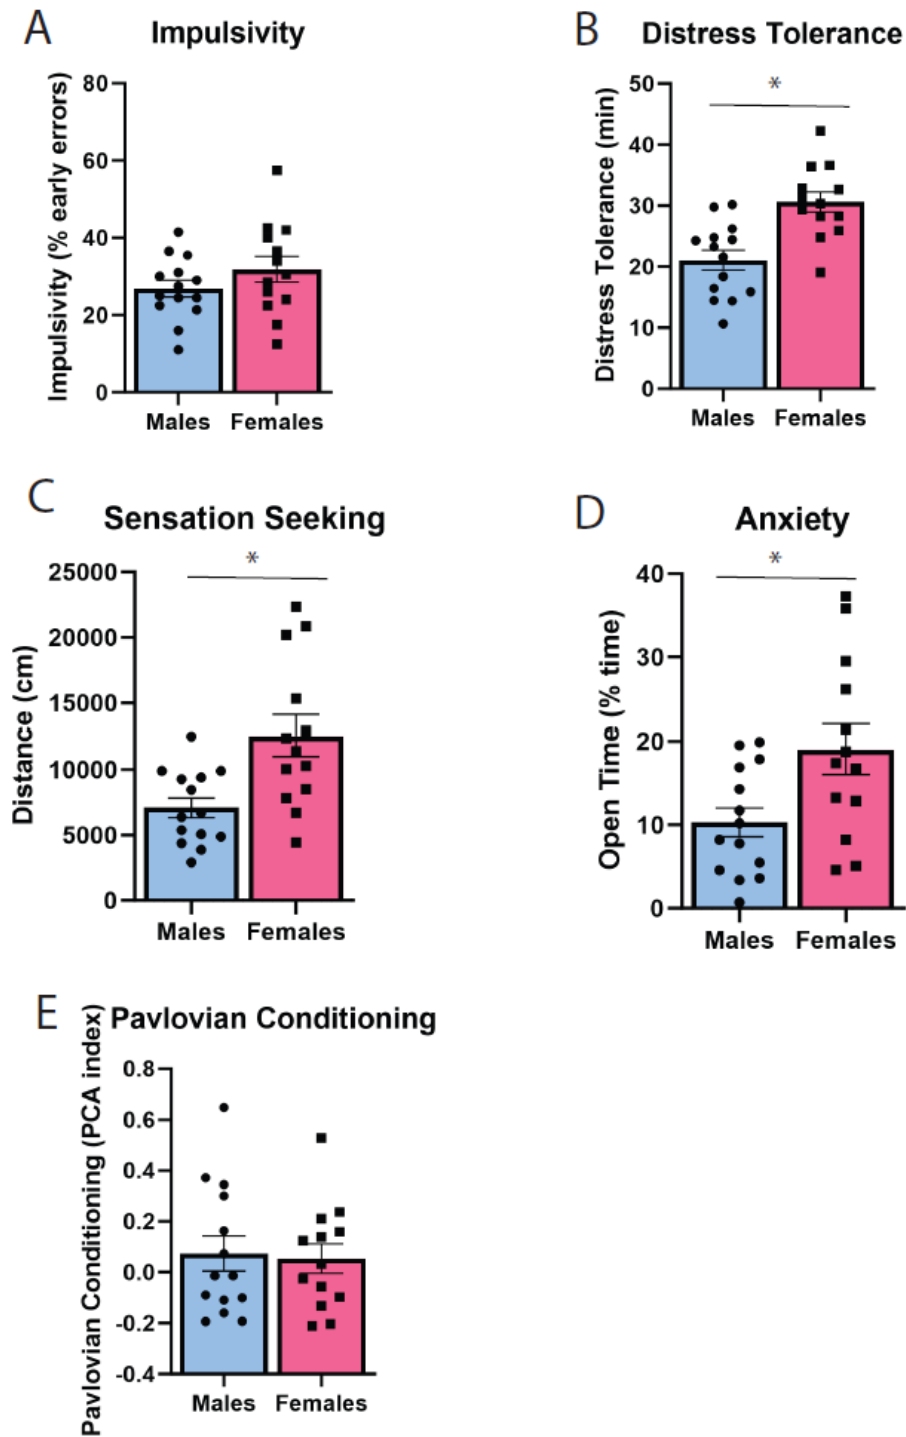 A Impulsivity
Impulsivity (% early errors)
80
60
40
20
0
Males Females
B Distress Tolerance
Distress Tolerance (min)
*
50
40
30
20
10
0
Males Females
C Sensation Seeking
Distance (cm)
*
25000
20000
15000
10000
5000
0
Males Females
D Anxiety
Open Time (% time)
*
40
30
20
10
0
Males Females
E Pavlovian Conditioning
Pavlovian Conditioning (PCA index)
0.8
0.6
0.4
0.2
0.0
-0.2
-0.4
Males Females